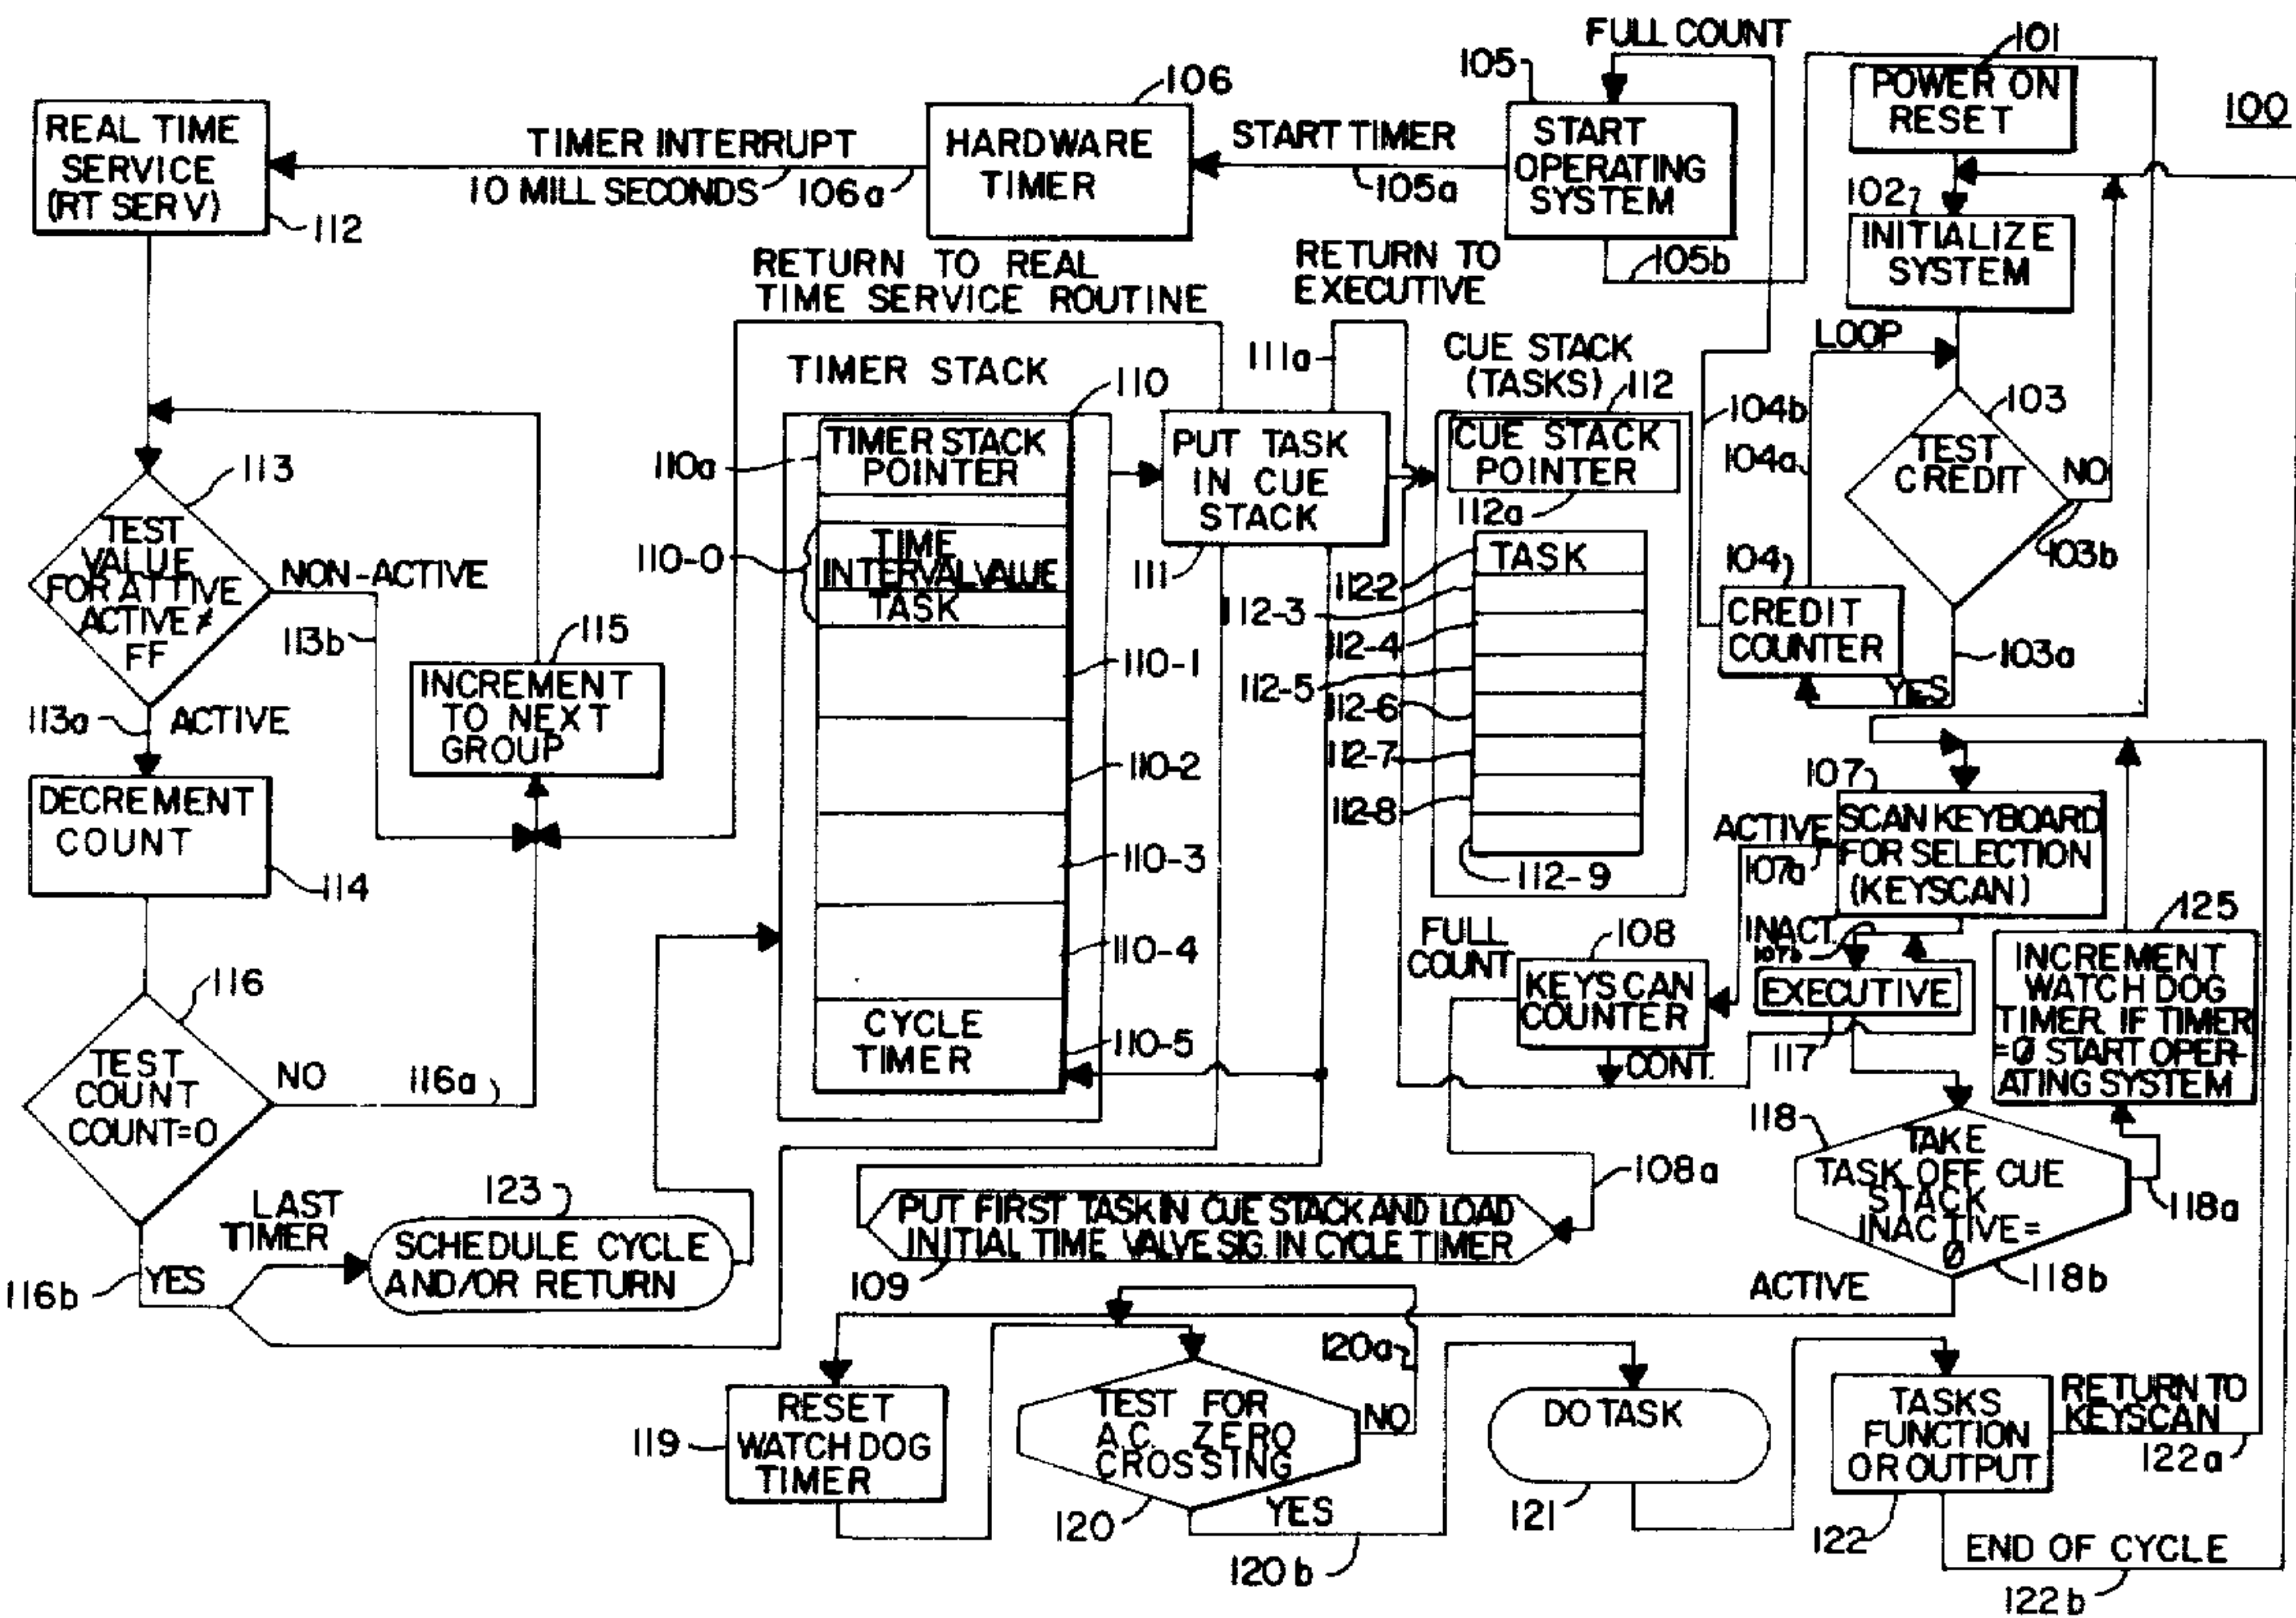 FULL COUNT
101
POWER ON
RESET
100
105
START
OPERATING
SYSTEM
START TIMER
105a
105b
106
HARDWARE
TIMER
TIMER INTERRUPT
10 MILL SECONDS
106a
REAL TIME
SERVICE
(RT SERV)
112
102
INITIALIZE
SYSTEM
LOOP
103
TEST
CREDIT
NO
103b
103a
YES
104
CREDIT
COUNTER
104a
104b
RETURN TO REAL
TIME SERVICE ROUTINE
RETURN TO
EXECUTIVE
111a
TIMER STACK
110
TIMER STACK
POINTER
110a
110-0
TIME
INTERVAL VALUE
TASK
110-1
110-2
110-3
110-4
CYCLE
TIMER
110-5
PUT TASK
IN CUE
STACK
111
CUE STACK
(TASKS)
112
CUE STACK
POINTER
112a
TASK
112-2
112-3
112-4
112-5
112-6
112-7
112-8
112-9
113
TEST
VALUE
FOR ATTIVE
ACTIVE ≠
FF
NON-ACTIVE
113b
113a
ACTIVE
115
INCREMENT
TO NEXT
GROUP
DECREMENT
COUNT
114
116
TEST
COUNT
COUNT=0
NO
116a
116b
YES
LAST
TIMER
123
SCHEDULE CYCLE
AND/OR RETURN
107
SCAN KEYBOARD
FOR SELECTION
(KEYSCAN)
ACTIVE
107a
INACT.
107b
EXECUTIVE
117
FULL
COUNT
108
KEYSCAN
COUNTER
CONT.
108a
125
INCREMENT
WATCH DOG
TIMER IF TIMER
=Ø START OPER-
ATING SYSTEM
118
TAKE
TASK OFF CUE
STACK
INACTIVE=
Ø
118a
118b
ACTIVE
PUT FIRST TASK IN CUE STACK AND LOAD
INITIAL TIME VALVE SIG. IN CYCLE TIMER
109
119
RESET
WATCH DOG
TIMER
TEST FOR
A.C. ZERO
CROSSING
120
NO
120a
YES
120b
DO TASK
121
TASKS
FUNCTION
OR OUTPUT
122
RETURN TO
KEYSCAN
122a
END OF CYCLE
122b